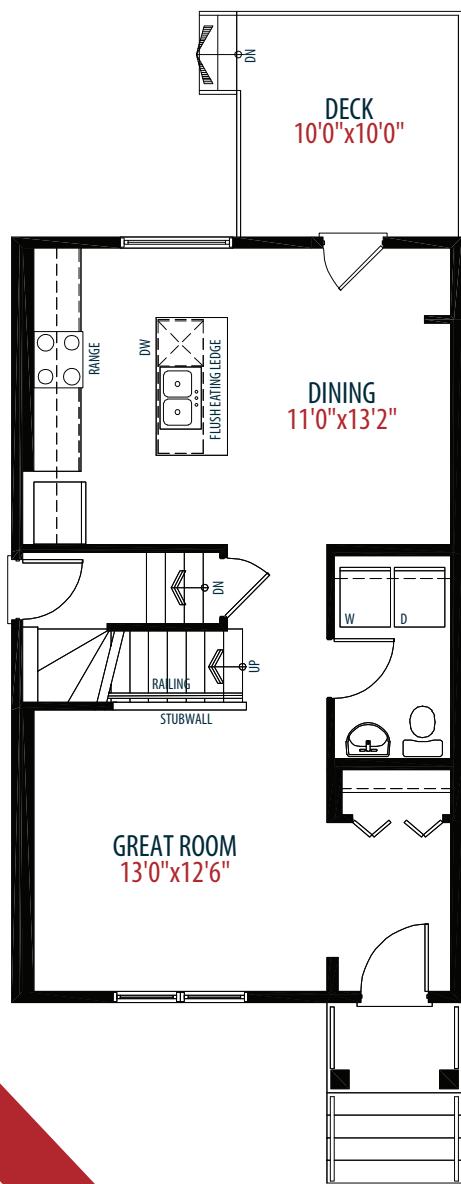 DN
DECK
10'0"x10'0"
RANGE
DW
FLUSH EATING LEDGE
DINING
11'0"x13'2"
DN
W
D
UP
RAILING
STUBWALL
GREAT ROOM
13'0"x12'6"